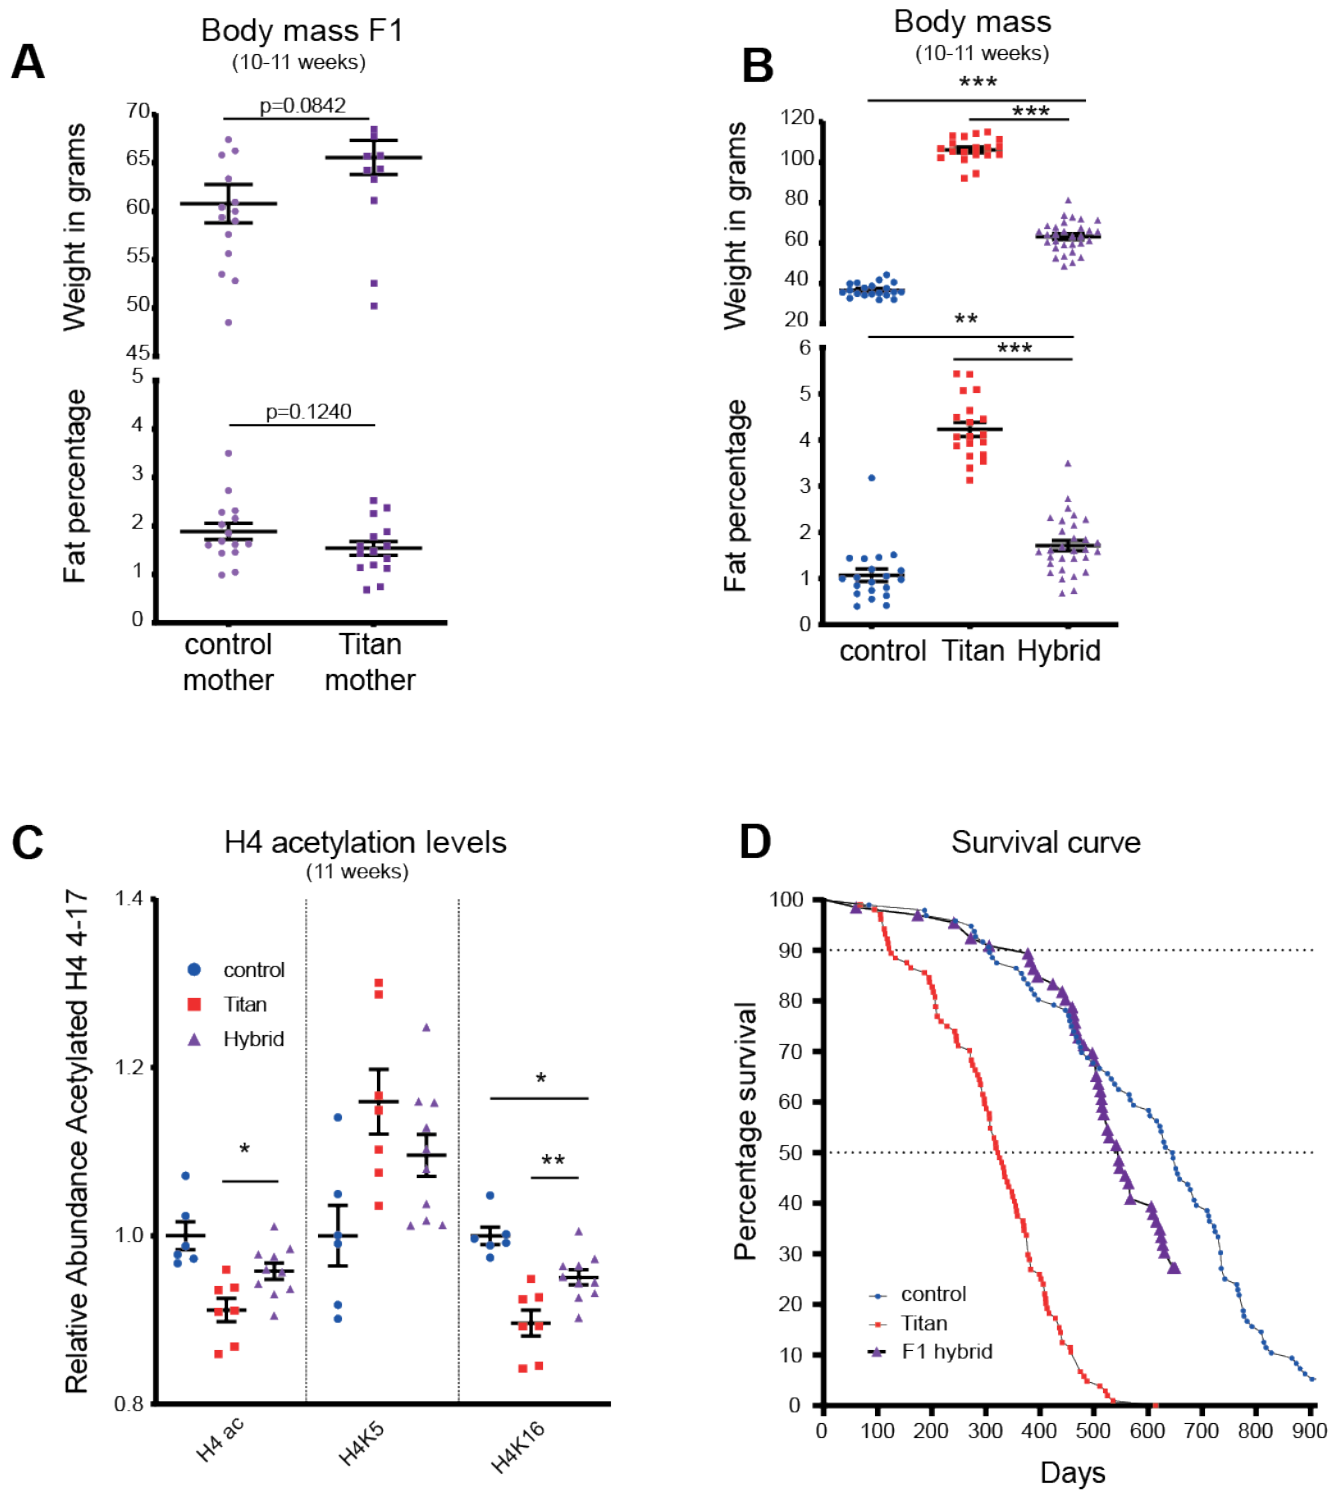 A
Body mass F1
(10-11 weeks)
p=0.0842
70
65
60
55
50
45
Weight in grams
p=0.1240
5
4
3
2
1
0
Fat percentage
control
mother
Titan
mother
B
Body mass
(10-11 weeks)
***
***
120
100
80
60
40
20
Weight in grams
**
***
6
5
4
3
2
1
0
Fat percentage
control Titan Hybrid
C
H4 acetylation levels
(11 weeks)
1.4
1.2
1.0
0.8
Relative Abundance Acetylated H4 4-17
control
Titan
Hybrid
*
*
**
H4 ac
H4K5
H4K16
D
Survival curve
100
90
80
70
60
50
40
30
20
10
0
Percentage survival
control
Titan
F1 hybrid
0 100 200 300 400 500 600 700 800 900
Days